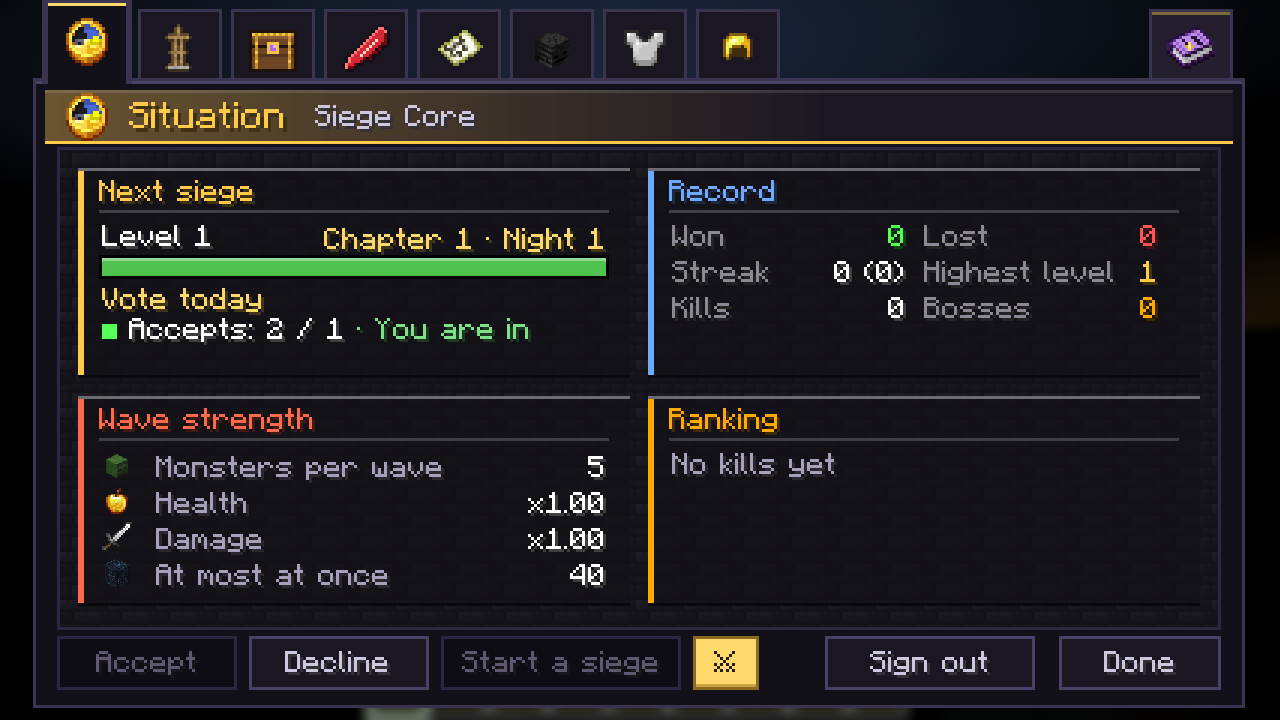 Situation Siege Core
Next siege
Level 1 Chapter 1 · Night 1
Vote today
Accepts: 2 / 1 · You are in
Record
Won 0 Lost 0
Streak 0 (0) Highest level 1
Kills 0 Bosses 0
Wave strength
Monsters per wave 5
Health x1.00
Damage x1.00
At most at once 40
Ranking
No kills yet
Accept Decline Start a siege Sign out Done